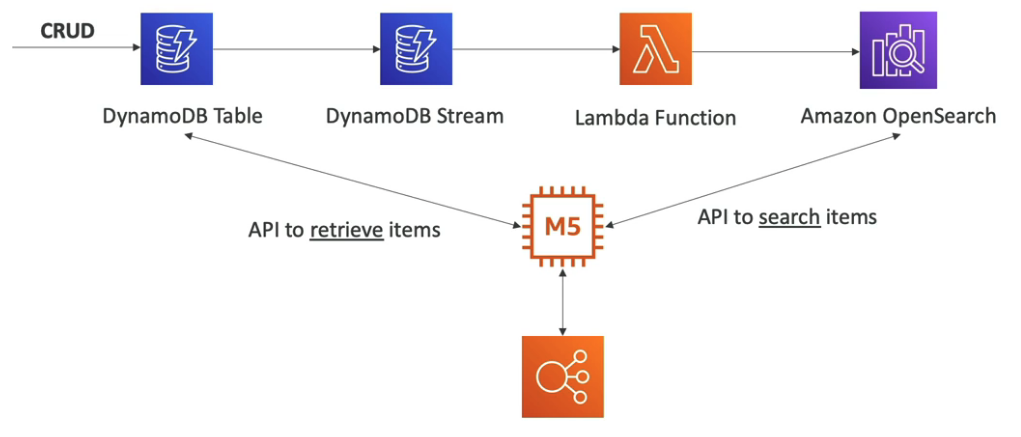 CRUD
DynamoDB Table
DynamoDB Stream
Lambda Function
Amazon OpenSearch
API to retrieve items
M5
API to search items